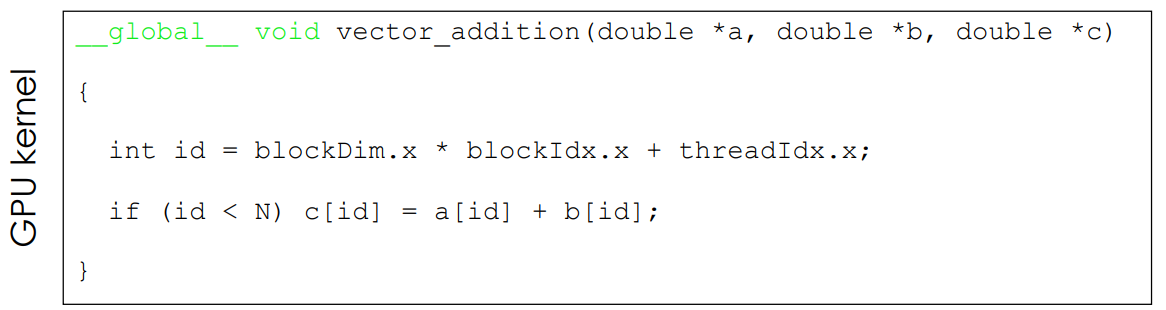 GPU kernel
__global__ void vector_addition(double *a, double *b, double *c)
{
int id = blockDim.x * blockIdx.x + threadIdx.x;
if (id < N) c[id] = a[id] + b[id];
}